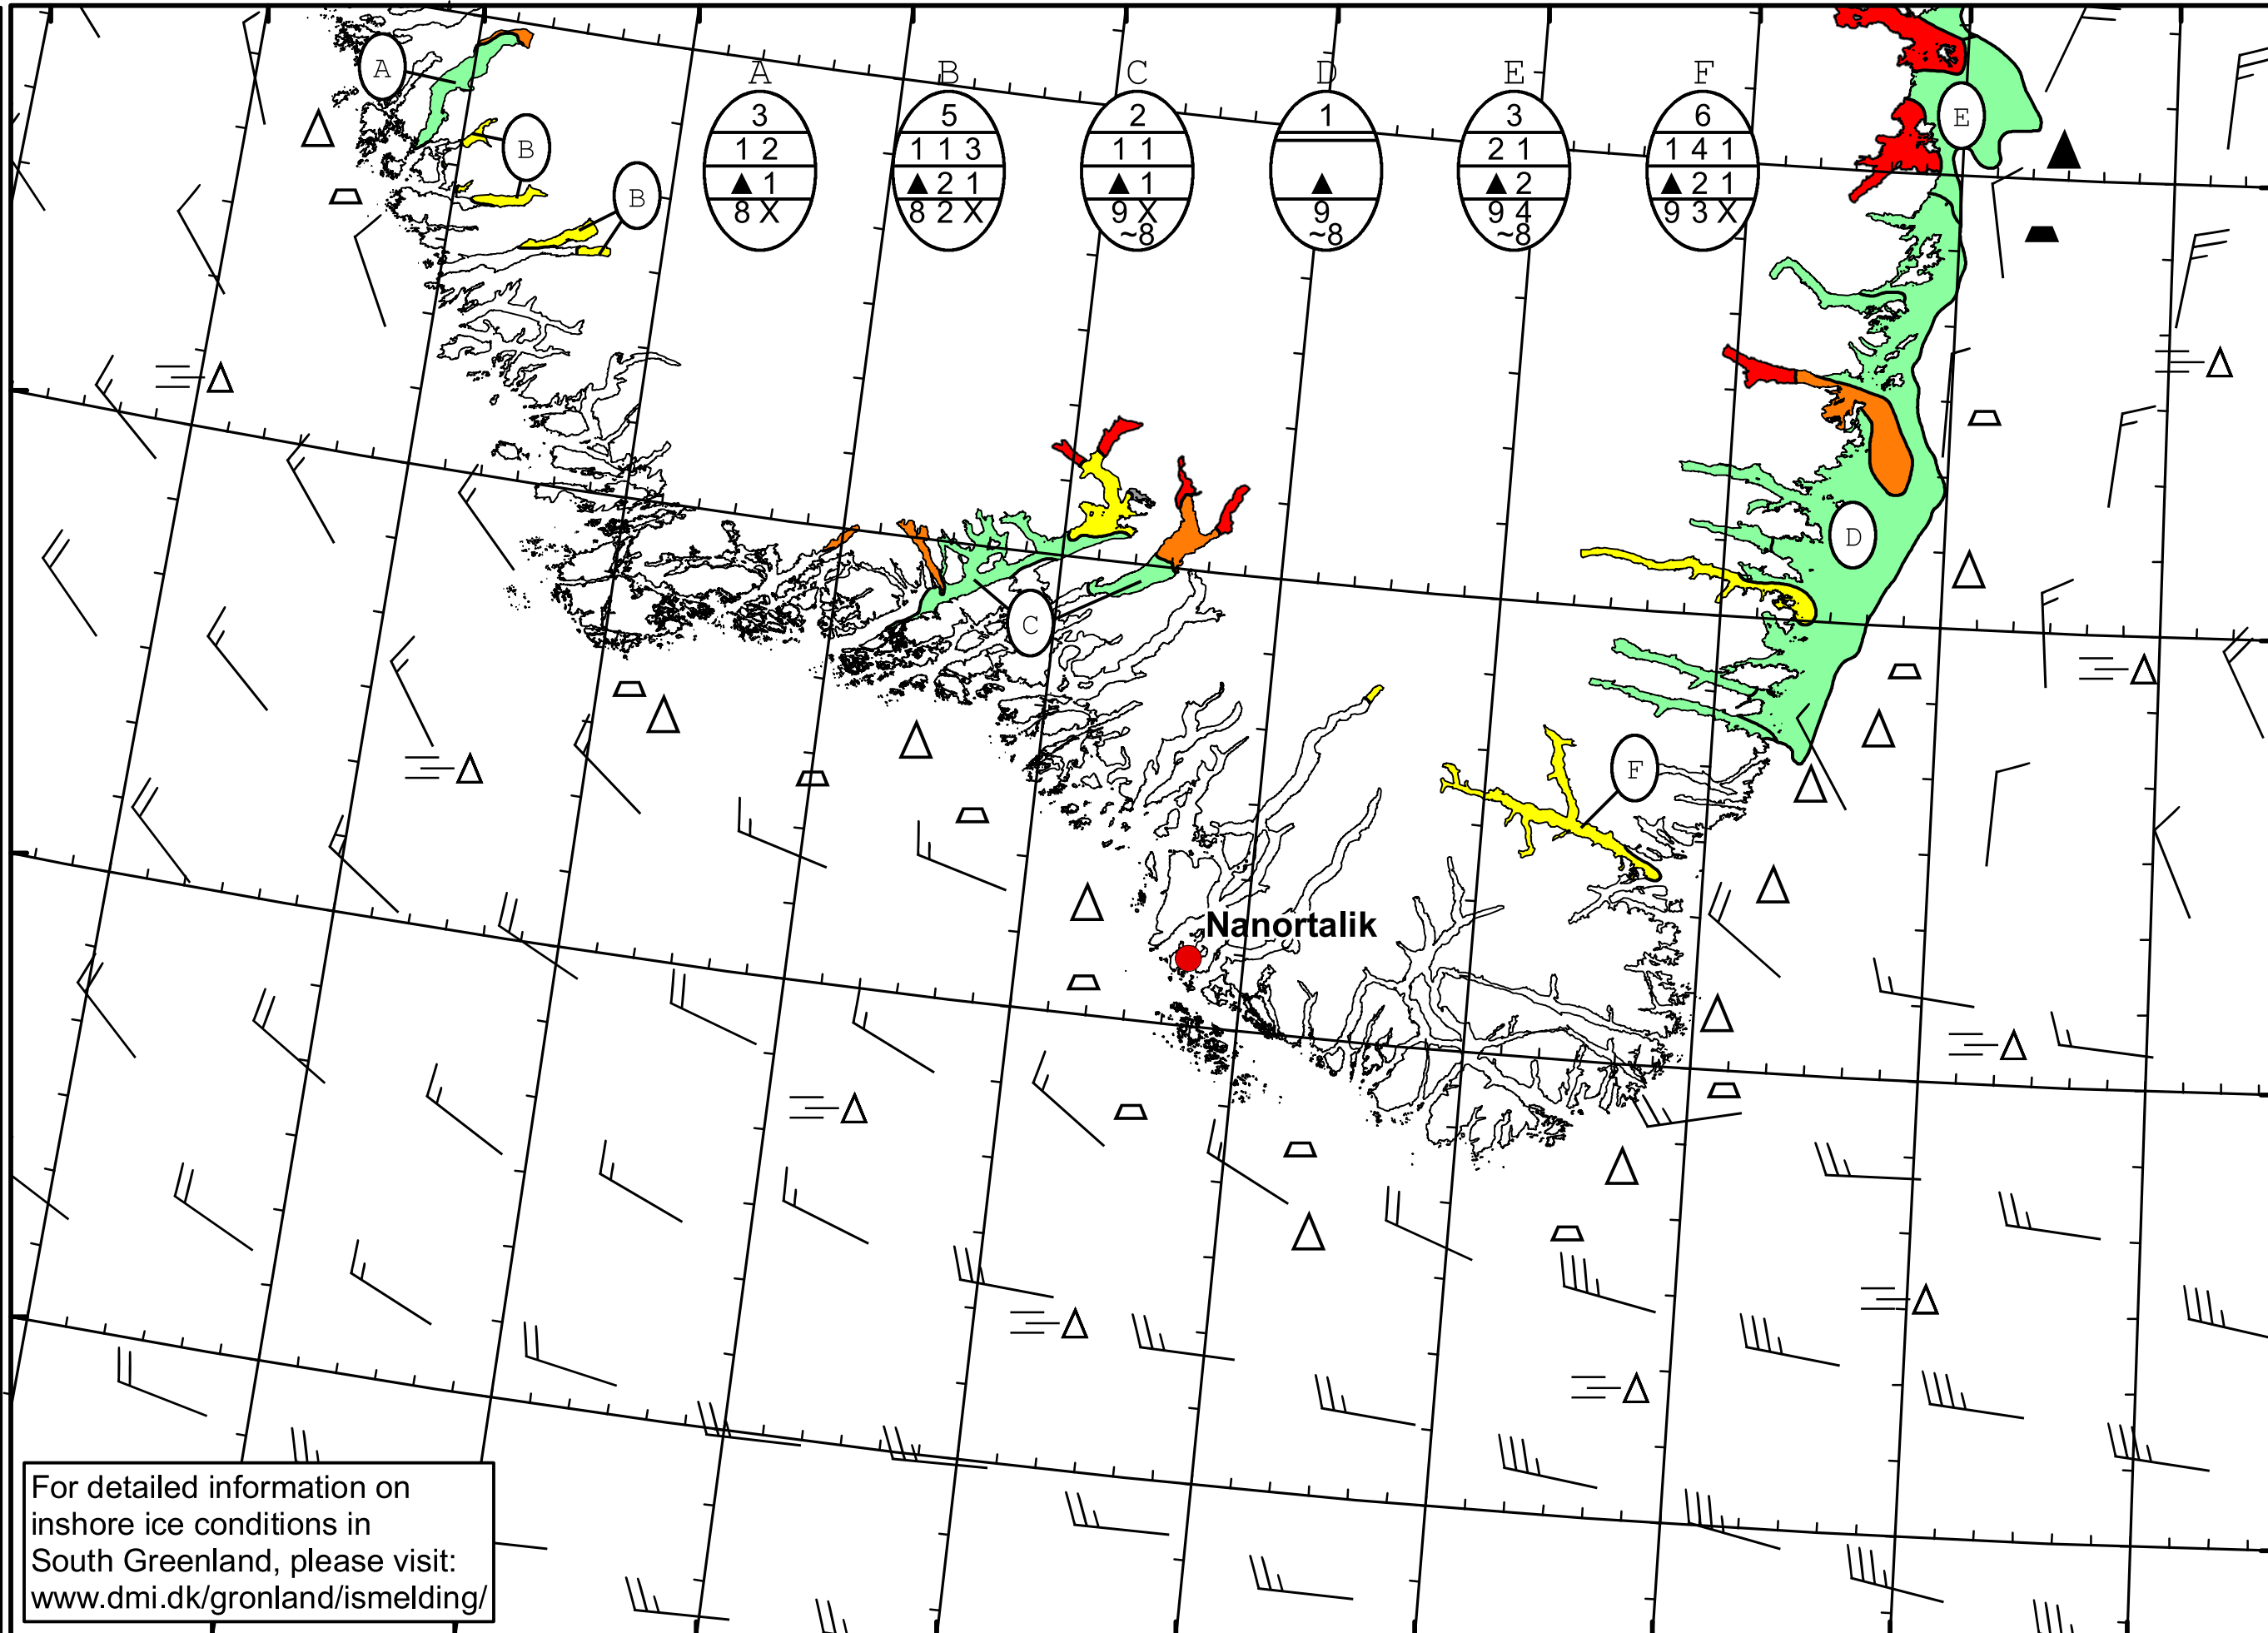 A B C D E F
3 5 2 1 3 6
1 2 1 1 3 1 1 2 1 1 4 1
▲ 1 ▲ 2 1 ▲ 1 ▲ ▲ 2 ▲ 2 1
8 X 8 2 X 9 X 9 9 4 9 3 X
~8 ~8 ~8
A
E
B
B
D
C
F
Nanortalik
For detailed information on
inshore ice conditions in
South Greenland, please visit:
www.dmi.dk/gronland/ismelding/